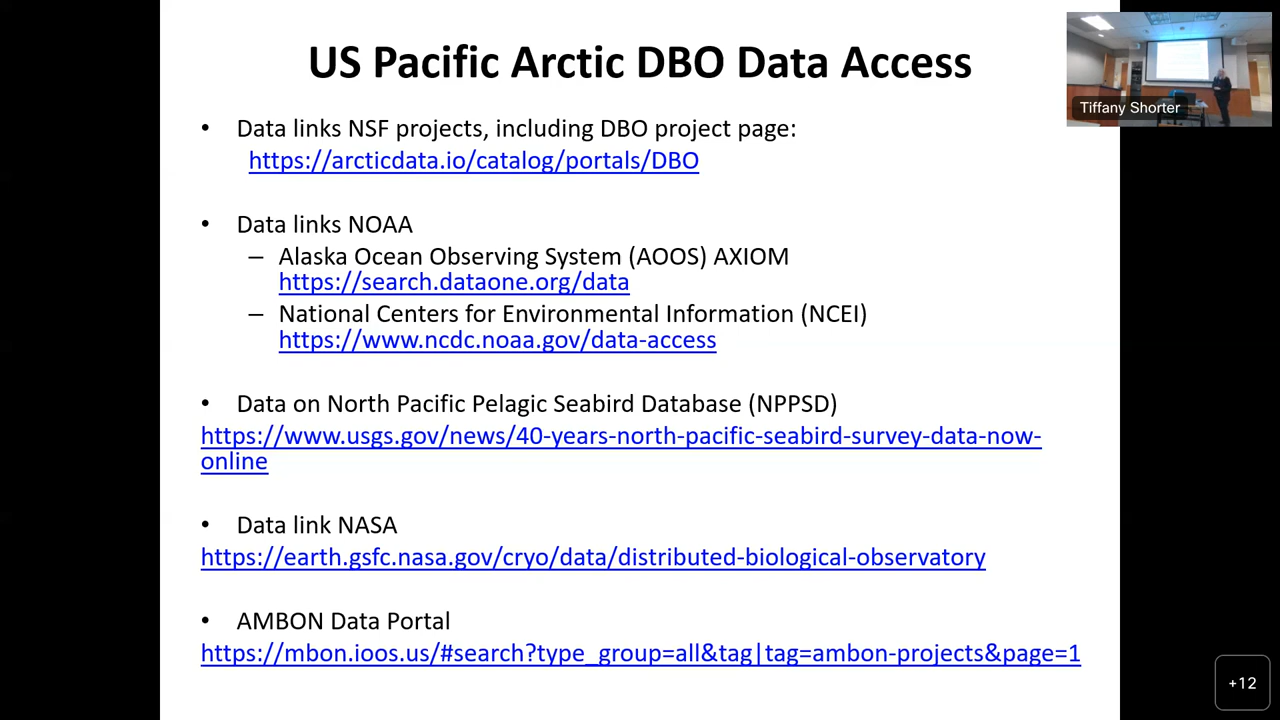 US Pacific Arctic DBO Data Access
Tiffany Shorter
• Data links NSF projects, including DBO project page:
https://arcticdata.io/catalog/portals/DBO
• Data links NOAA
– Alaska Ocean Observing System (AOOS) AXIOM
https://search.dataone.org/data
– National Centers for Environmental Information (NCEI)
https://www.ncdc.noaa.gov/data-access
• Data on North Pacific Pelagic Seabird Database (NPPSD)
https://www.usgs.gov/news/40-years-north-pacific-seabird-survey-data-now-
online
• Data link NASA
https://earth.gsfc.nasa.gov/cryo/data/distributed-biological-observatory
• AMBON Data Portal
https://mbon.ioos.us/#search?type_group=all&tag|tag=ambon-projects&page=1
+12